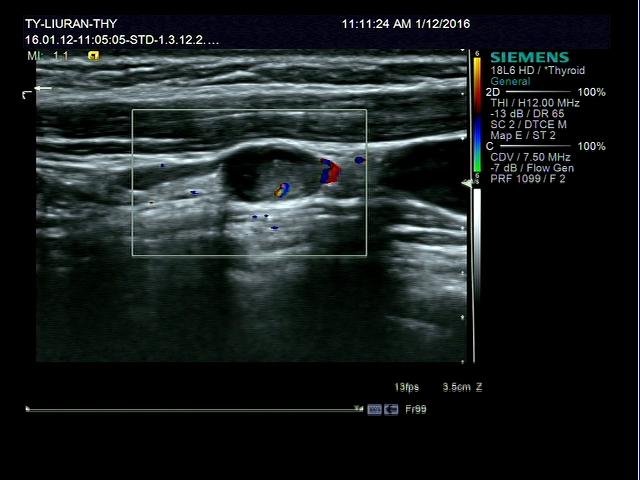 TY-LIURAN-THY
11:11:24 AM 1/12/2016
16.01.12-11:05:05-STD-1.3.12.2....
MI: 1.1
SIEMENS
18L6 HD / *Thyroid
General
2D 100%
THI / H12.00 MHz
-13 dB / DR 65
SC 2 / DTCE M
Map E / ST 2
C 100%
CDV / 7.50 MHz
-7 dB / Flow Gen
PRF 1099 / F 2
6
6
13fps 3.5cm Z
Fr99